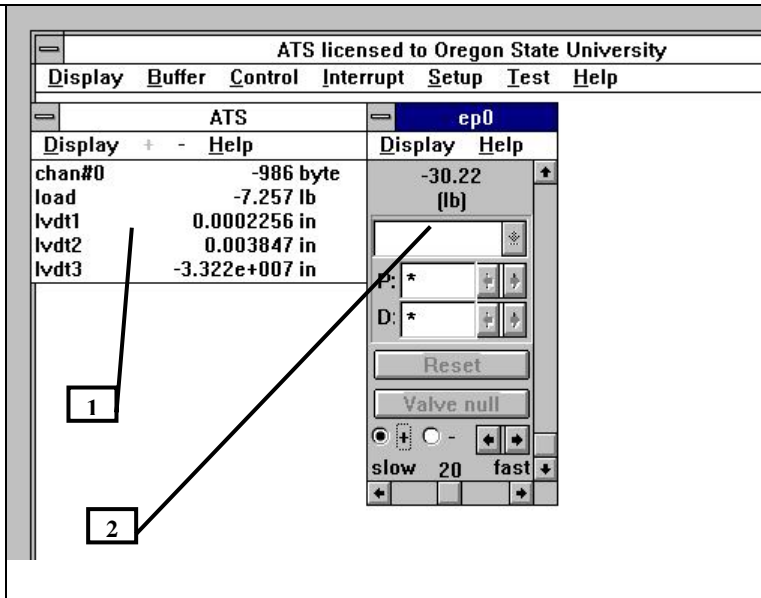 ATS licensed to Oregon State University
Display Buffer Control Interrupt Setup Test Help
ATS
Display + - Help
chan#0 -986 byte
load -7.257 lb
lvdt1 0.0002256 in
lvdt2 0.003847 in
lvdt3 -3.322e+007 in
ep0
Display Help
-30.22
(lb)
P: *
D: *
Reset
Valve null
+ -
slow 20 fast
1
2